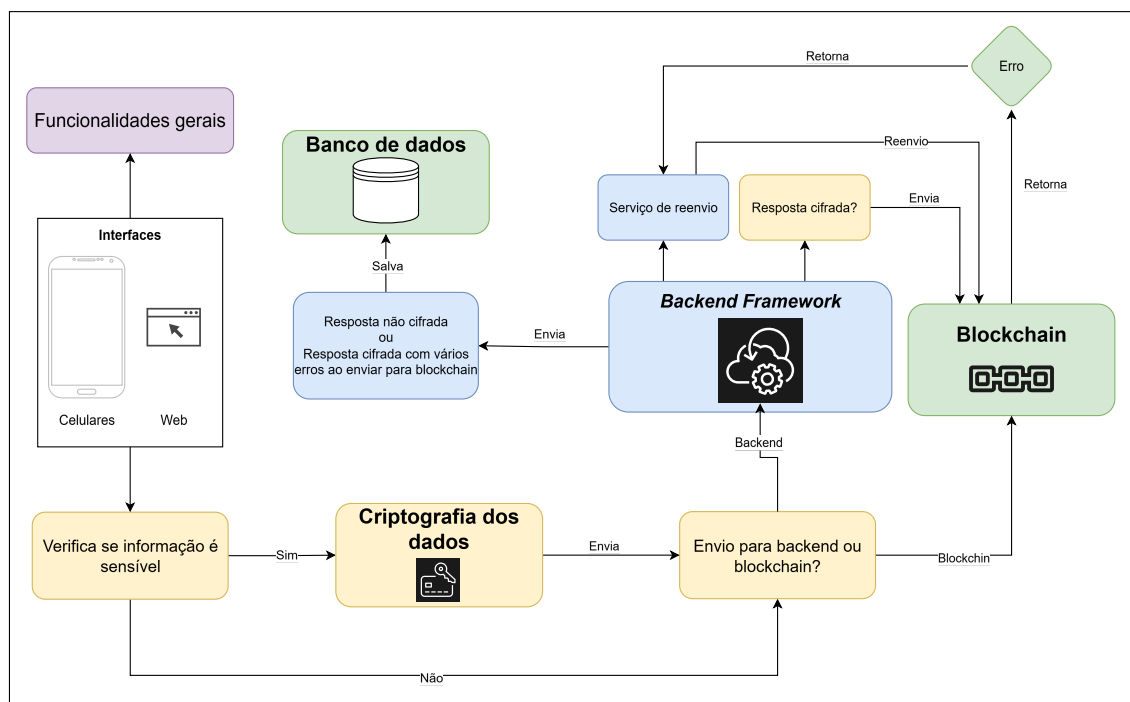 Retorna
Erro
Funcionalidades gerais
Banco de dados
Reenvio
Retorna
Serviço de reenvio
Resposta cifrada?
Envia
Interfaces
Salva
Celulares
Web
Resposta não cifrada
ou
Resposta cifrada com vários
erros ao enviar para blockchain
Envia
Backend Framework
Blockchain
Backend
Verifica se informação é
sensível
Sim
Criptografia dos
dados
Envia
Envio para backend ou
blockchain?
Blockchin
Não